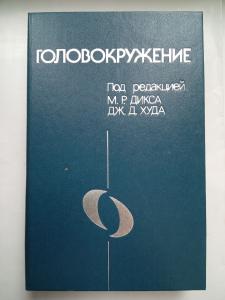 ГОЛОВОКРУЖЕНИЕ
Под редакцией
М. Р. ДИКСА
ДЖ. Д. ХУДА